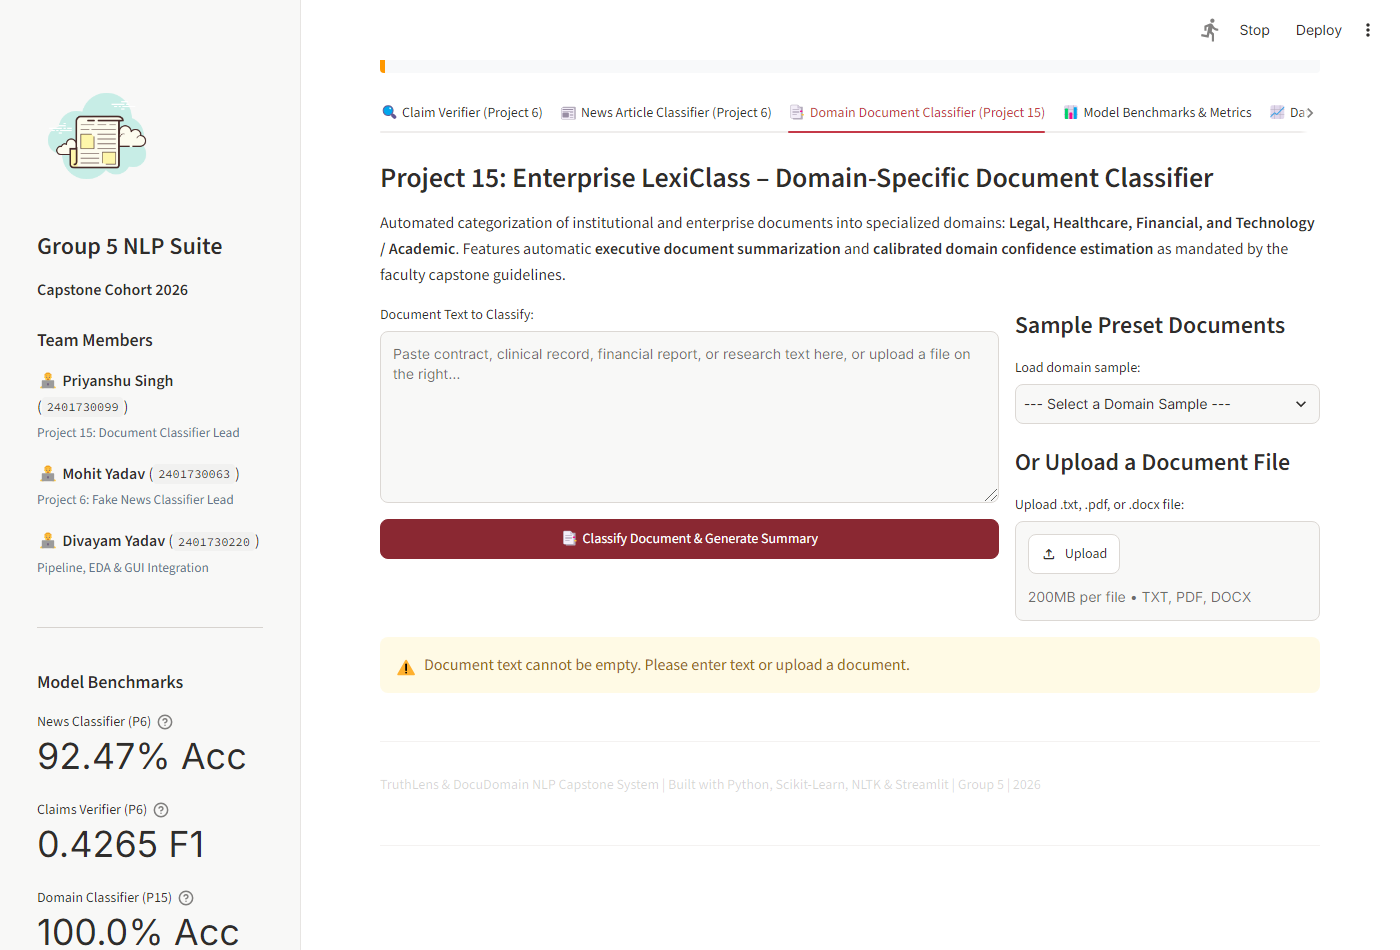 Stop
Deploy
Group 5 NLP Suite
Capstone Cohort 2026
Team Members
Priyanshu Singh
( 2401730099 )
Project 15: Document Classifier Lead
Mohit Yadav ( 2401730063 )
Project 6: Fake News Classifier Lead
Divayam Yadav ( 2401730220 )
Pipeline, EDA & GUI Integration
Model Benchmarks
News Classifier (P6)
92.47% Acc
Claims Verifier (P6)
0.4265 F1
Domain Classifier (P15)
100.0% Acc
Claim Verifier (Project 6)
News Article Classifier (Project 6)
Domain Document Classifier (Project 15)
Model Benchmarks & Metrics
Da
Project 15: Enterprise LexiClass – Domain-Specific Document Classifier
Automated categorization of institutional and enterprise documents into specialized domains: Legal, Healthcare, Financial, and Technology
/ Academic. Features automatic executive document summarization and calibrated domain confidence estimation as mandated by the
faculty capstone guidelines.
Document Text to Classify:
Paste contract, clinical record, financial report, or research text here, or upload a file on
the right...
Classify Document & Generate Summary
Sample Preset Documents
Load domain sample:
--- Select a Domain Sample ---
Or Upload a Document File
Upload .txt, .pdf, or .docx file:
Upload
200MB per file • TXT, PDF, DOCX
Document text cannot be empty. Please enter text or upload a document.
TruthLens & DocuDomain NLP Capstone System | Built with Python, Scikit-Learn, NLTK & Streamlit | Group 5 | 2026